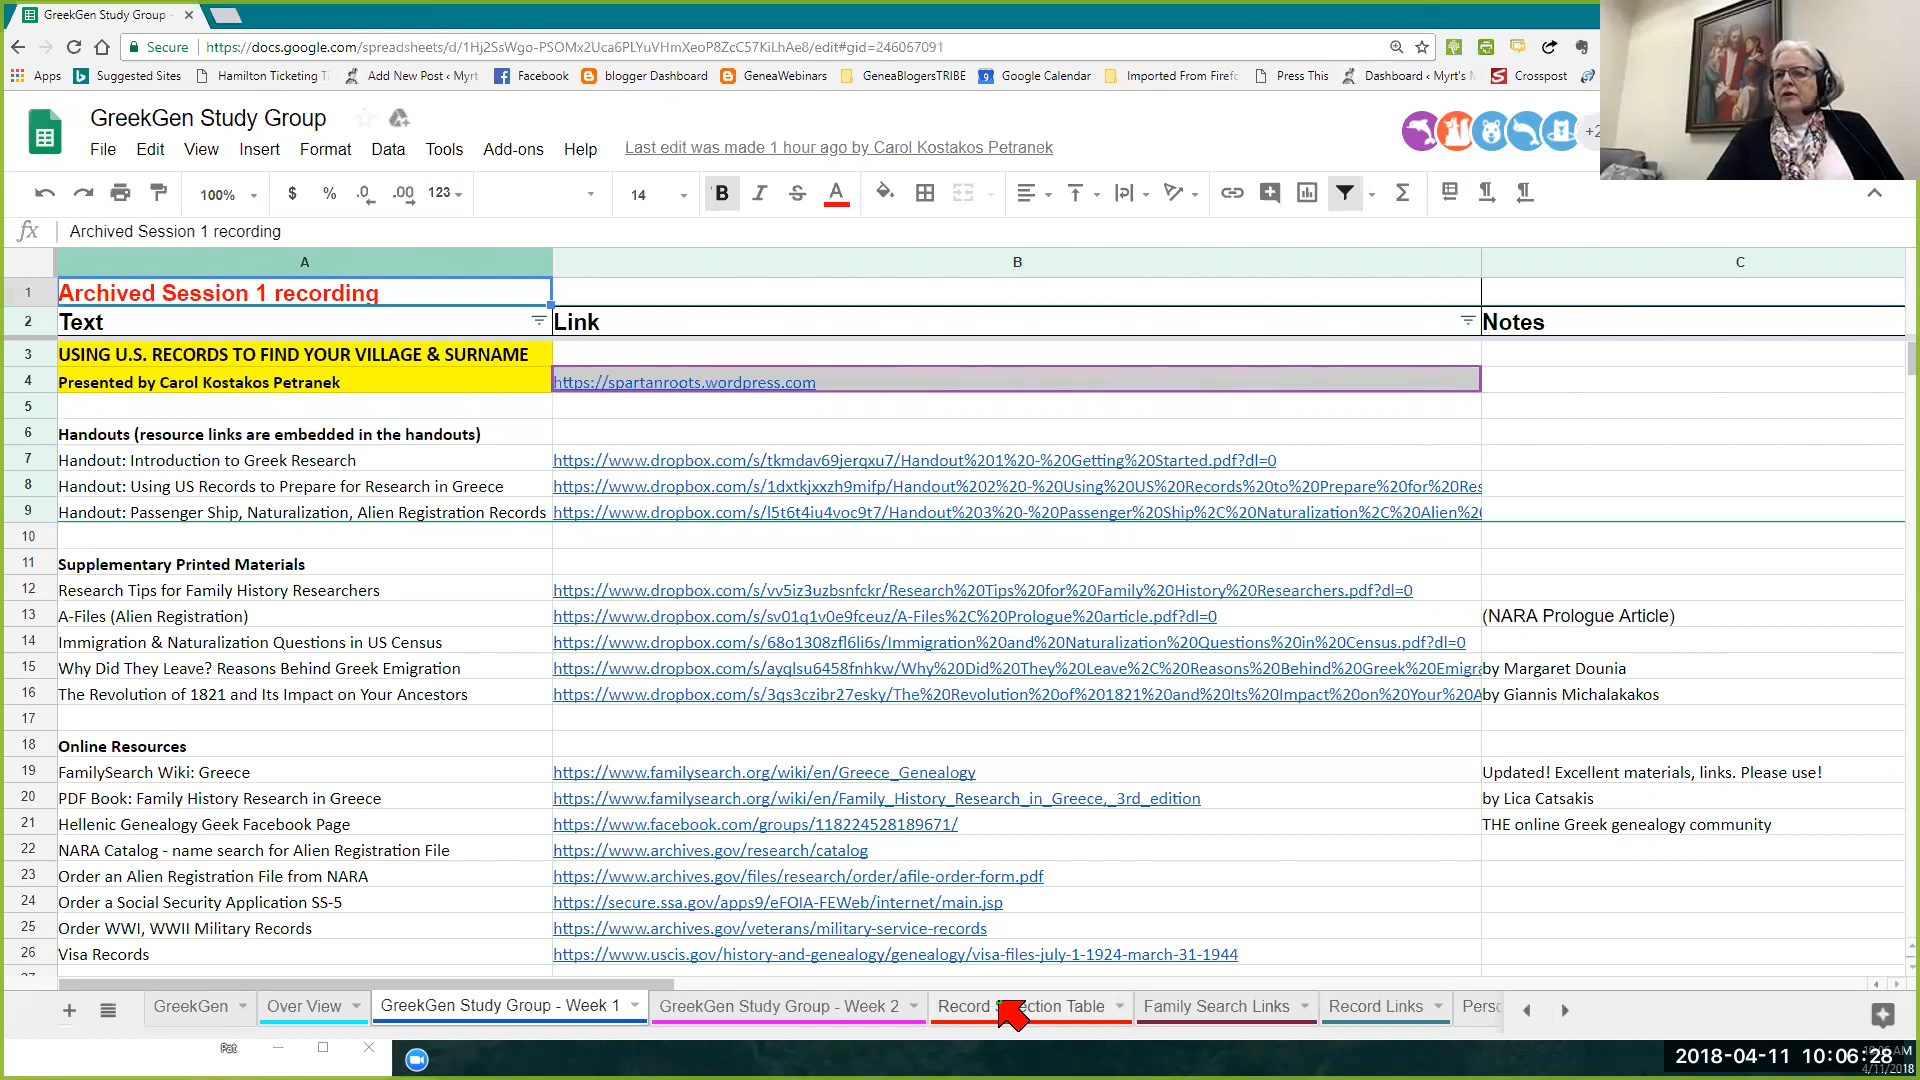 GreekGen Study Group -
Secure https://docs.google.com/spreadsheets/d/1Hj2SsWgo-PSOMx2Uca6PLYuVHmXeoP8ZcC57KiLhAe8/edit#gid=246067091
Apps Suggested Sites Hamilton Ticketing Add New Post ‹ Myrt Facebook blogger Dashboard GeneaWebinars GeneaBlogersTRIBE Google Calendar Imported From Firef Press This Dashboard ‹ Myrt's Crosspost
GreekGen Study Group
File Edit View Insert Format Data Tools Add-ons Help Last edit was made 1 hour ago by Carol Kostakos Petranek
100% $ % .0 .00 123 14 B I S A
fx Archived Session 1 recording
A B C
1 Archived Session 1 recording
2 Text Link Notes
3 USING U.S. RECORDS TO FIND YOUR VILLAGE & SURNAME
4 Presented by Carol Kostakos Petranek https://spartanroots.wordpress.com
5
6 Handouts (resource links are embedded in the handouts)
7 Handout: Introduction to Greek Research https://www.dropbox.com/s/tkmdav69jerqxu7/Handout%201%20-%20Getting%20Started.pdf?dl=0
8 Handout: Using US Records to Prepare for Research in Greece https://www.dropbox.com/s/1dxtkjxxzh9mifp/Handout%202%20-%20Using%20US%20Records%20to%20Prepare%20for%20Res
9 Handout: Passenger Ship, Naturalization, Alien Registration Records https://www.dropbox.com/s/l5t6t4iu4voc9t7/Handout%203%20-%20Passenger%20Ship%2C%20Naturalization%2C%20Alien%2
10
11 Supplementary Printed Materials
12 Research Tips for Family History Researchers https://www.dropbox.com/s/vv5iz3uzbsnfckr/Research%20Tips%20for%20Family%20History%20Researchers.pdf?dl=0
13 A-Files (Alien Registration) https://www.dropbox.com/s/sv01q1v0e9fceuz/A-Files%2C%20Prologue%20article.pdf?dl=0 (NARA Prologue Article)
14 Immigration & Naturalization Questions in US Census https://www.dropbox.com/s/68o1308zfl6li6s/Immigration%20and%20Naturalization%20Questions%20in%20Census.pdf?dl=0
15 Why Did They Leave? Reasons Behind Greek Emigration https://www.dropbox.com/s/ayqlsu6458fnhkw/Why%20Did%20They%20Leave%2C%20Reasons%20Behind%20Greek%20Emigra by Margaret Dounia
16 The Revolution of 1821 and Its Impact on Your Ancestors https://www.dropbox.com/s/3qs3czibr27esky/The%20Revolution%20of%201821%20and%20Its%20Impact%20on%20Your%20A by Giannis Michalakakos
17
18 Online Resources
19 FamilySearch Wiki: Greece https://www.familysearch.org/wiki/en/Greece_Genealogy Updated! Excellent materials, links. Please use!
20 PDF Book: Family History Research in Greece https://www.familysearch.org/wiki/en/Family_History_Research_in_Greece,_3rd_edition by Lica Catsakis
21 Hellenic Genealogy Geek Facebook Page https://www.facebook.com/groups/118224528189671/ THE online Greek genealogy community
22 NARA Catalog - name search for Alien Registration File https://www.archives.gov/research/catalog
23 Order an Alien Registration File from NARA https://www.archives.gov/files/research/order/afile-order-form.pdf
24 Order a Social Security Application SS-5 https://secure.ssa.gov/apps9/eFOIA-FEWeb/internet/main.jsp
25 Order WWI, WWII Military Records https://www.archives.gov/veterans/military-service-records
26 Visa Records https://www.uscis.gov/history-and-genealogy/genealogy/visa-files-july-1-1924-march-31-1944
GreekGen Over View GreekGen Study Group - Week 1 GreekGen Study Group - Week 2 Record Selection Table Family Search Links Record Links Perso
Pat
2018-04-11 10:06:28
4/11/2018